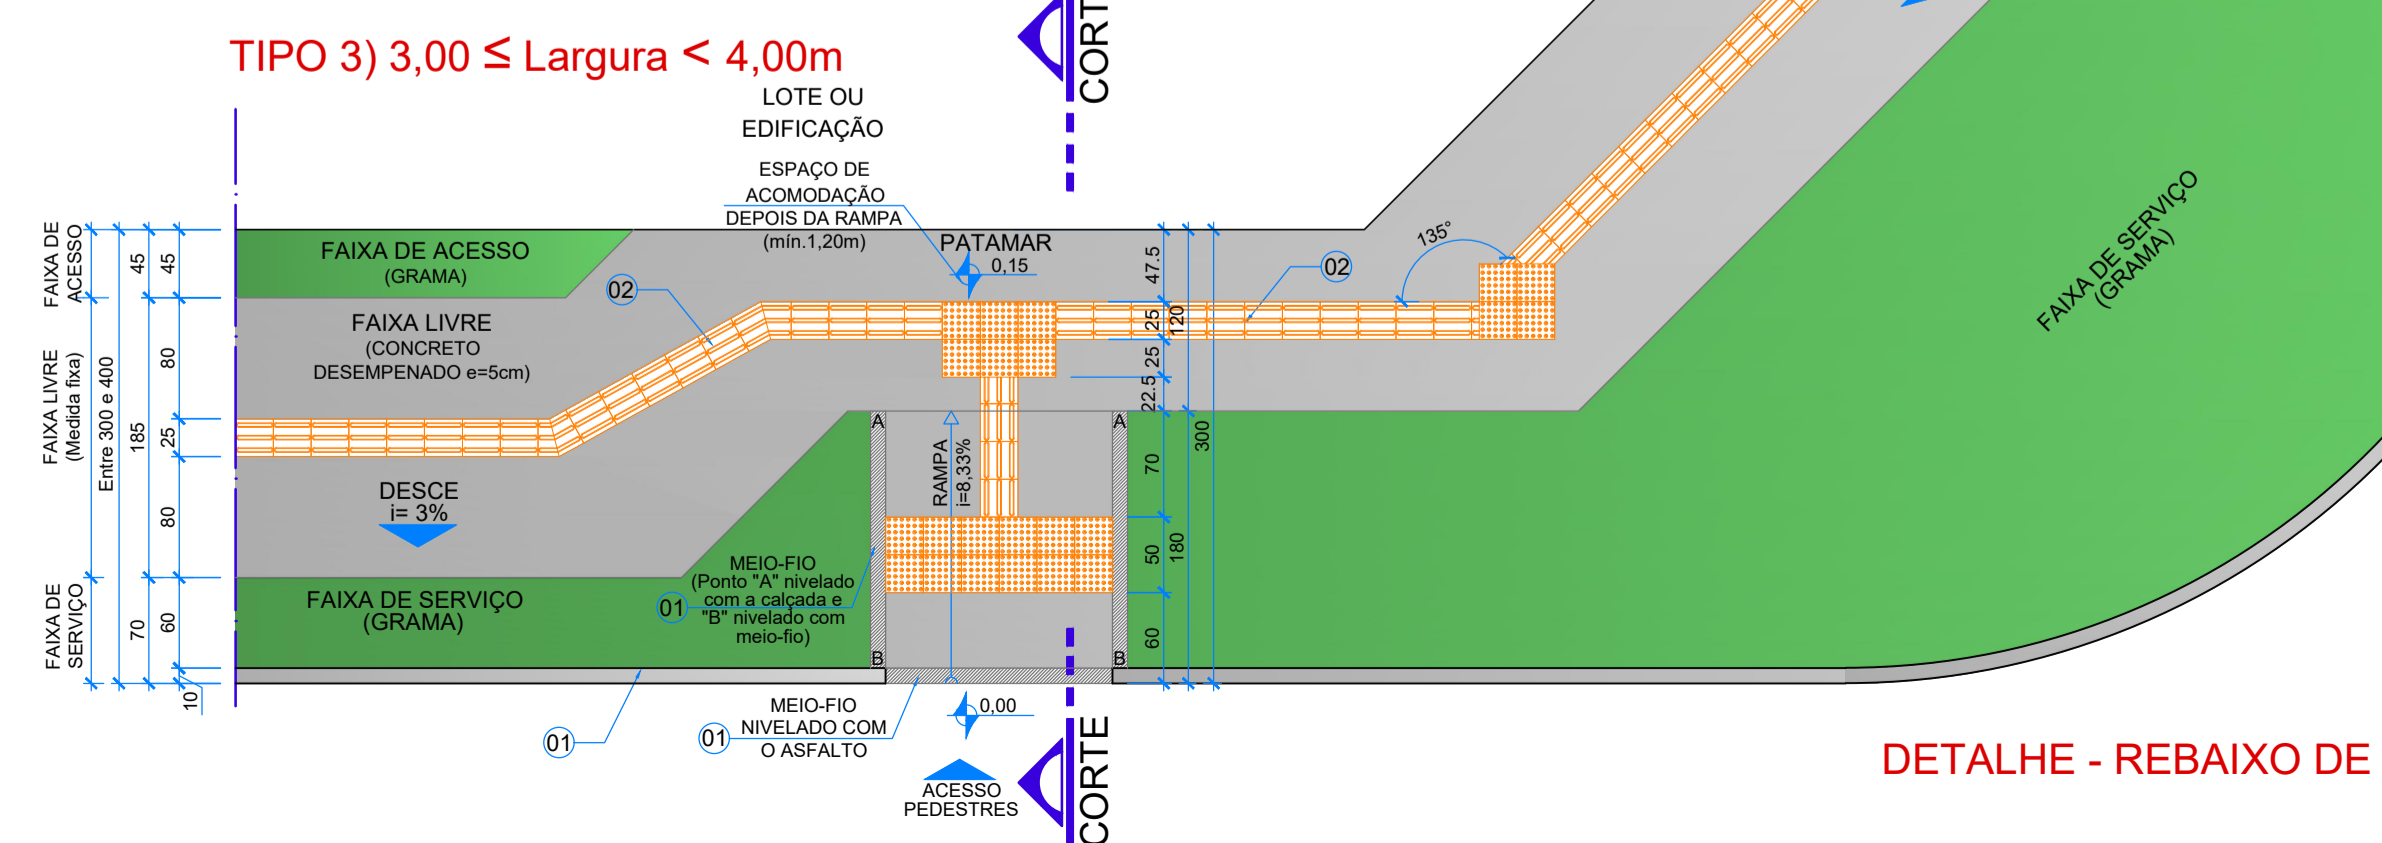 TIPO 3) 3,00 ≤ Largura < 4,00m
CORT
LOTE OU
EDIFICAÇÃO
ESPAÇO DE
ACOMODAÇÃO
DEPOIS DA RAMPA
(mín.1,20m)
PATAMAR
0,15
135°
02
02
FAIXA DE
ACESSO
FAIXA LIVRE
(Medida fixa)
FAIXA DE
SERVIÇO
Entre 300 e 400
45
185
70
45
80
25
80
60
10
FAIXA DE ACESSO
(GRAMA)
FAIXA LIVRE
(CONCRETO
DESEMPENADO e=5cm)
DESCE
i= 3%
FAIXA DE SERVIÇO
(GRAMA)
MEIO-FIO
(Ponto "A" nivelado
com a calçada e
"B" nivelado com
meio-fio)
01
A
B
RAMPA
i=8,33%
A
B
47.5
25
25
22.5
70
50
60
120
180
300
FAIXA DE SERVIÇO
(GRAMA)
01
01
MEIO-FIO
NIVELADO COM
O ASFALTO
0,00
ACESSO
PEDESTRES
CORTE
DETALHE - REBAIXO DE